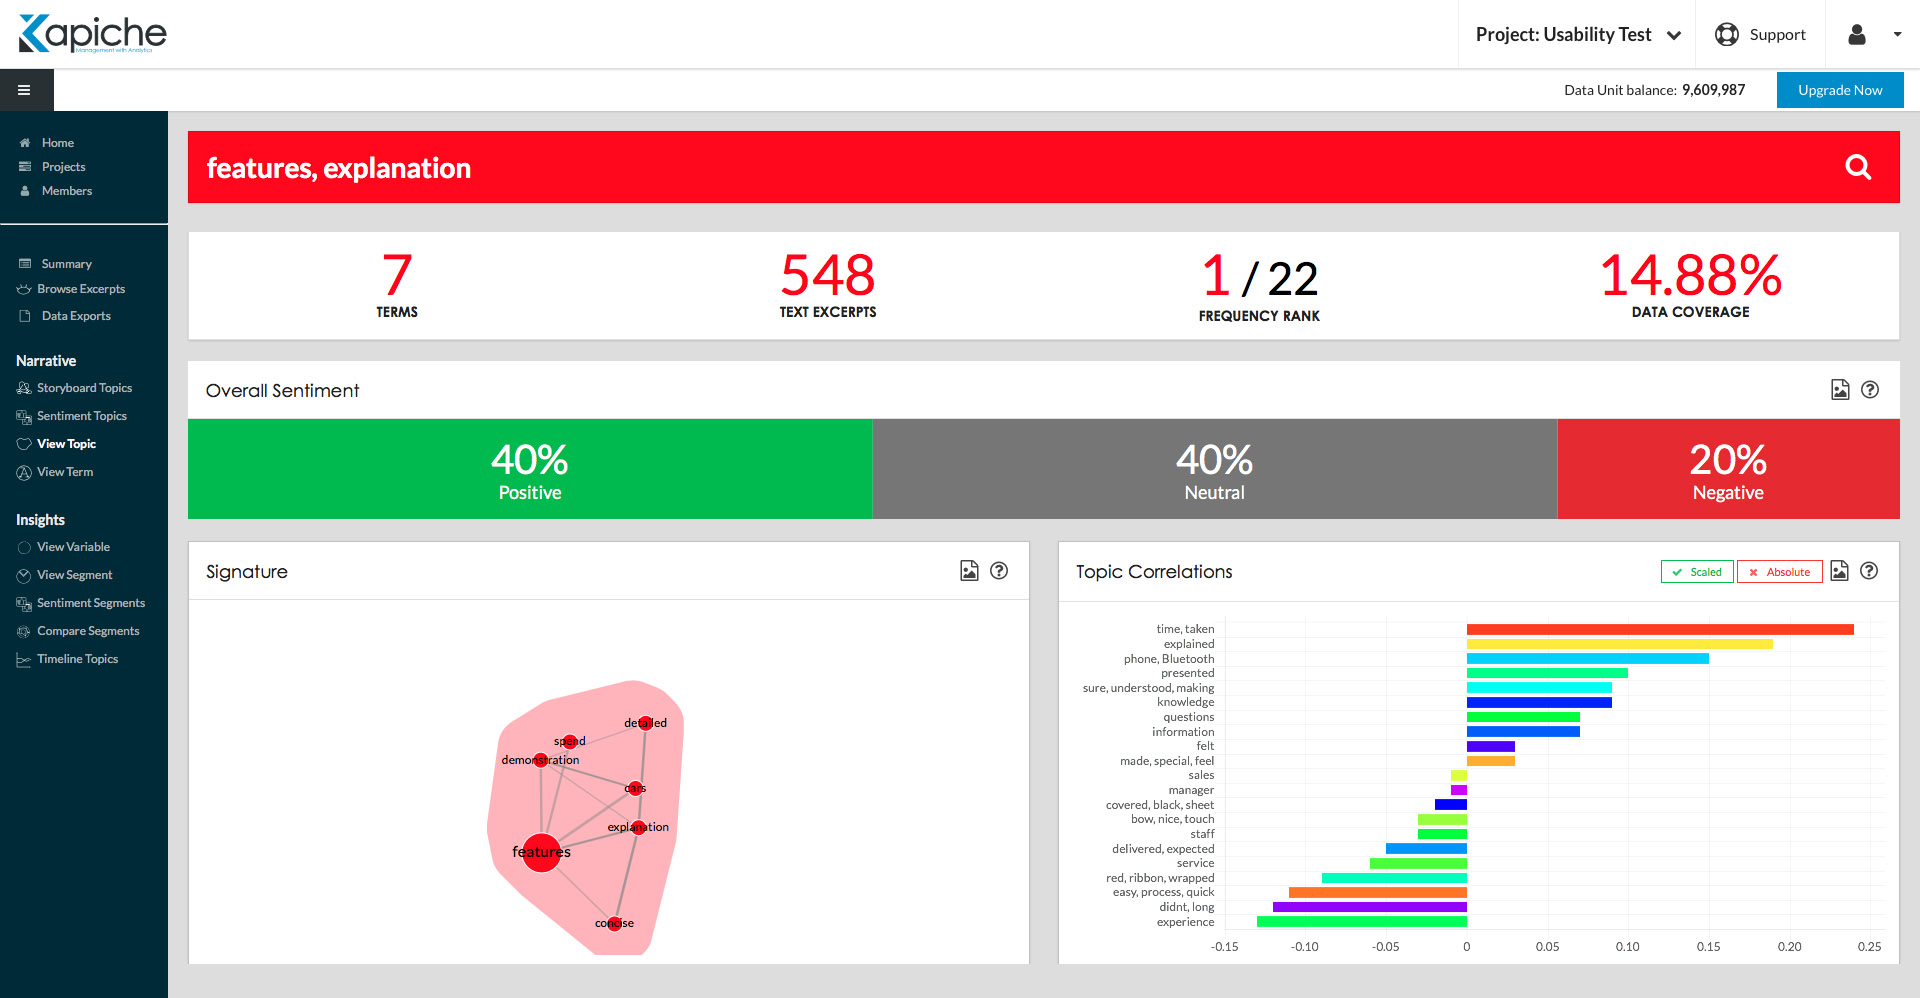 Kapiche
Management with Analytics
Project: Usability Test
Support
Data Unit balance: 9,609,987
Upgrade Now
Home
Projects
Members
Summary
Browse Excerpts
Data Exports
Narrative
Storyboard Topics
Sentiment Topics
View Topic
View Term
Insights
View Variable
View Segment
Sentiment Segments
Compare Segments
Timeline Topics
features, explanation
7
TERMS
548
TEXT EXCERPTS
1 / 22
FREQUENCY RANK
14.88%
DATA COVERAGE
Overall Sentiment
40%
Positive
40%
Neutral
20%
Negative
Signature
detailed
spend
demonstration
cars
explanation
features
concise
Topic Correlations
Scaled
Absolute
time, taken
explained
phone, Bluetooth
presented
sure, understood, making
knowledge
questions
information
felt
made, special, feel
sales
manager
covered, black, sheet
bow, nice, touch
staff
delivered, expected
service
red, ribbon, wrapped
easy, process, quick
didnt, long
experience
-0.15 -0.10 -0.05 0 0.05 0.10 0.15 0.20 0.25